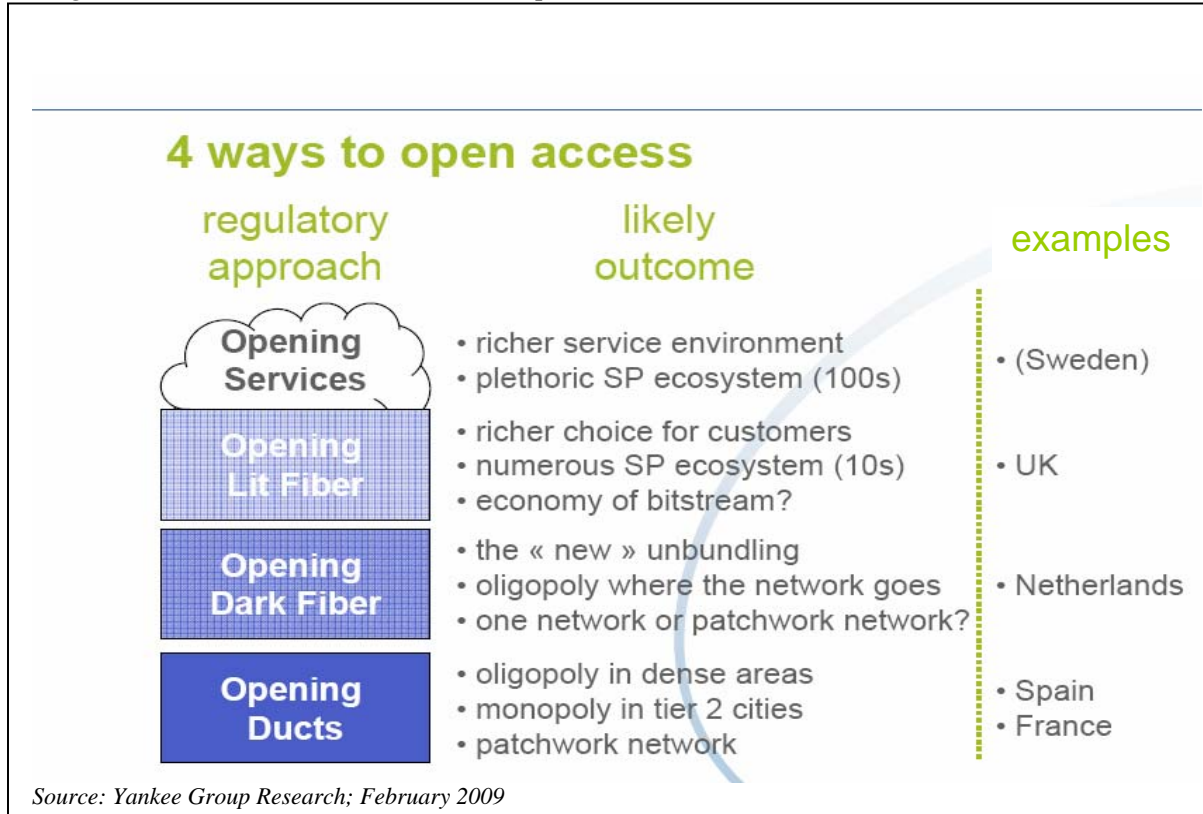 4 ways to open access
regulatory
approach
likely
outcome
examples
Opening
Services
• richer service environment
• plethoric SP ecosystem (100s)
• (Sweden)
Opening
Lit Fiber
• richer choice for customers
• numerous SP ecosystem (10s)
• economy of bitstream?
• UK
Opening
Dark Fiber
• the « new » unbundling
• oligopoly where the network goes
• one network or patchwork network?
• Netherlands
Opening
Ducts
• oligopoly in dense areas
• monopoly in tier 2 cities
• patchwork network
• Spain
• France
Source: Yankee Group Research; February 2009